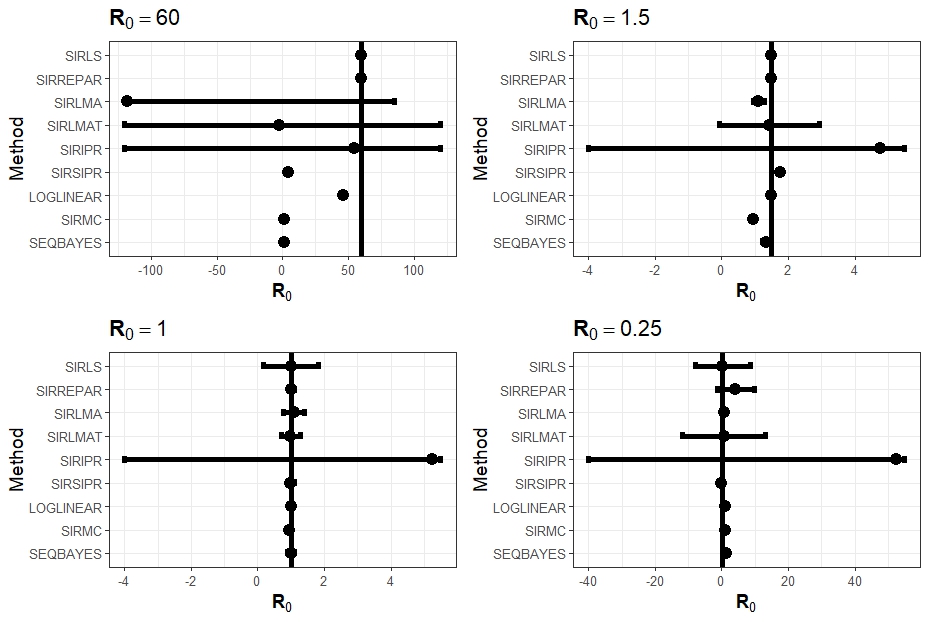 R₀ = 60
Method
SIRLS
SIRREPAR
SIRLMA
SIRLMAT
SIRIPR
SIRSIPR
LOGLINEAR
SIRMC
SEQBAYES
-100 -50 0 50 100
R₀
R₀ = 1.5
Method
SIRLS
SIRREPAR
SIRLMA
SIRLMAT
SIRIPR
SIRSIPR
LOGLINEAR
SIRMC
SEQBAYES
-4 -2 0 2 4
R₀
R₀ = 1
Method
SIRLS
SIRREPAR
SIRLMA
SIRLMAT
SIRIPR
SIRSIPR
LOGLINEAR
SIRMC
SEQBAYES
-4 -2 0 2 4
R₀
R₀ = 0.25
Method
SIRLS
SIRREPAR
SIRLMA
SIRLMAT
SIRIPR
SIRSIPR
LOGLINEAR
SIRMC
SEQBAYES
-40 -20 0 20 40
R₀